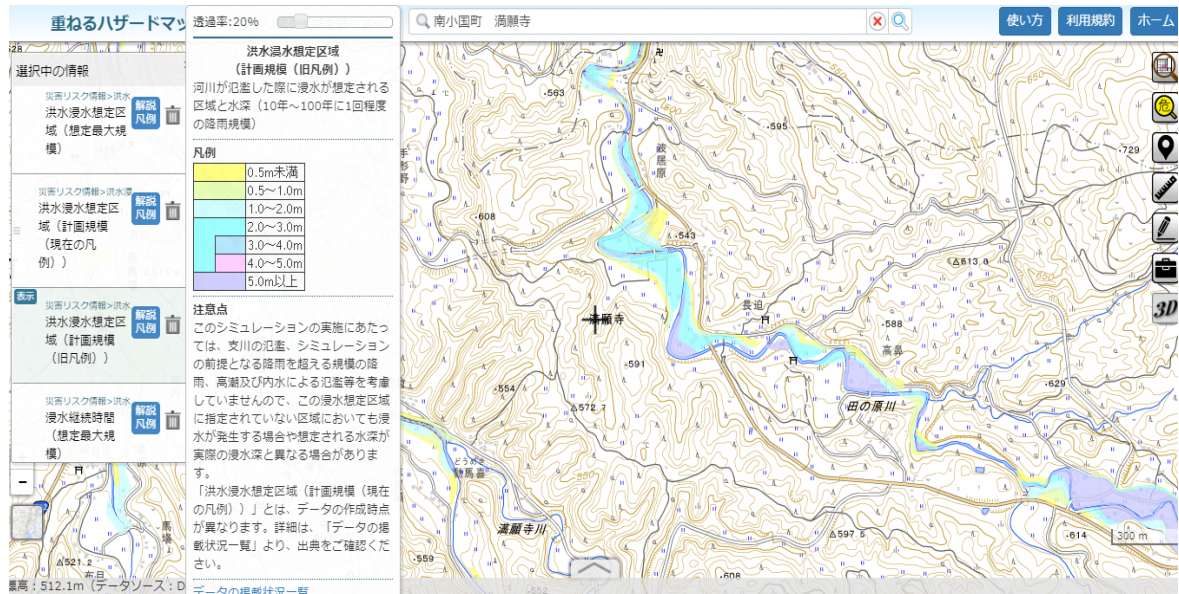 重ねるハザードマッ
透過率:20%
南小国町 満願寺
使い方
利用規約
ホーム
選択中の情報
災害リスク情報>洪水
洪水浸水想定区
域（想定最大規
模）
解説
凡例
災害リスク情報>洪水浸
洪水浸水想定区
域（計画規模
（現在の凡
例））
解説
凡例
表示
災害リスク情報>洪水
洪水浸水想定区
域（計画規模
（旧凡例））
解説
凡例
災害リスク情報>洪水
浸水継続時間
（想定最大規
模）
解説
凡例
洪水浸水想定区域
（計画規模（旧凡例））
河川が氾濫した際に浸水が想定される
区域と水深（10年～100年に1回程度
の降雨規模）
凡例
0.5m未満
0.5～1.0m
1.0～2.0m
2.0～3.0m
3.0～4.0m
4.0～5.0m
5.0m以上
注意点
このシミュレーションの実施にあたっ
ては、支川の氾濫、シミュレーション
の前提となる降雨を超える規模の降
雨、高潮及び内水による氾濫等を考慮
していませんので、この浸水想定区域
に指定されていない区域においても浸
水が発生する場合や想定される水深が
実際の浸水深と異なる場合がありま
す。
「洪水浸水想定区域（計画規模（現在
の凡例））」とは、データの作成時点
が異なります。詳細は、「データの掲
載状況一覧」より、出典をご確認くだ
さい。
データの掲載状況一覧
563
595
729
608
543
613.0
長迫
満願寺
588
高鼻
591
629
554
572.7
田の原川
満願寺川
597.5
614
300 m
559
608
552
521.2
馬場
布目
3D
標高：512.1m（データソース：D